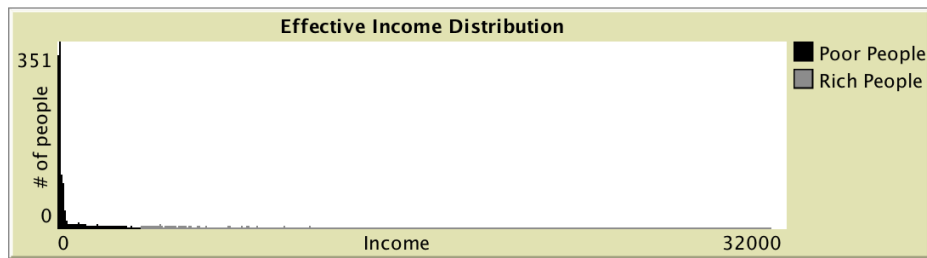 Effective Income Distribution
351
# of people
0
0
Income
32000
Poor People
Rich People